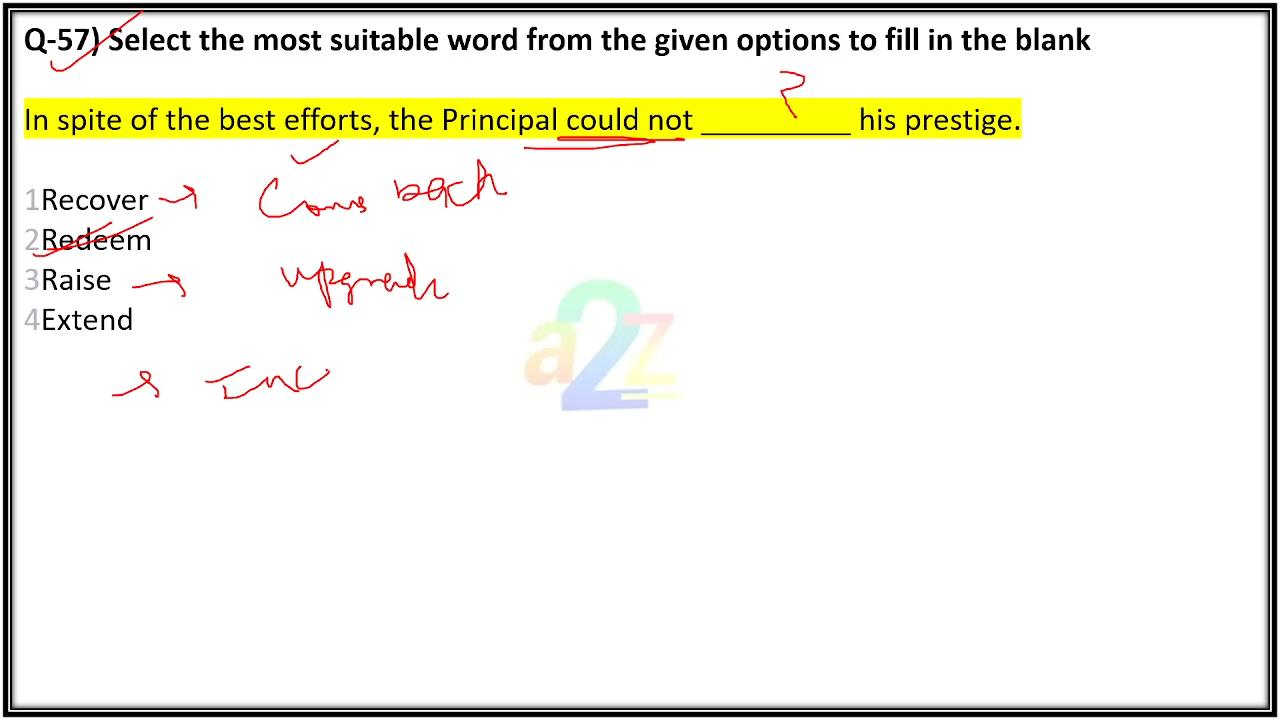 Q-57) Select the most suitable word from the given options to fill in the blank
In spite of the best efforts, the Principal could not __________ his prestige.
1Recover → Come back
2Redeem
3Raise → upgrade
4Extend
→ Inc
a2z